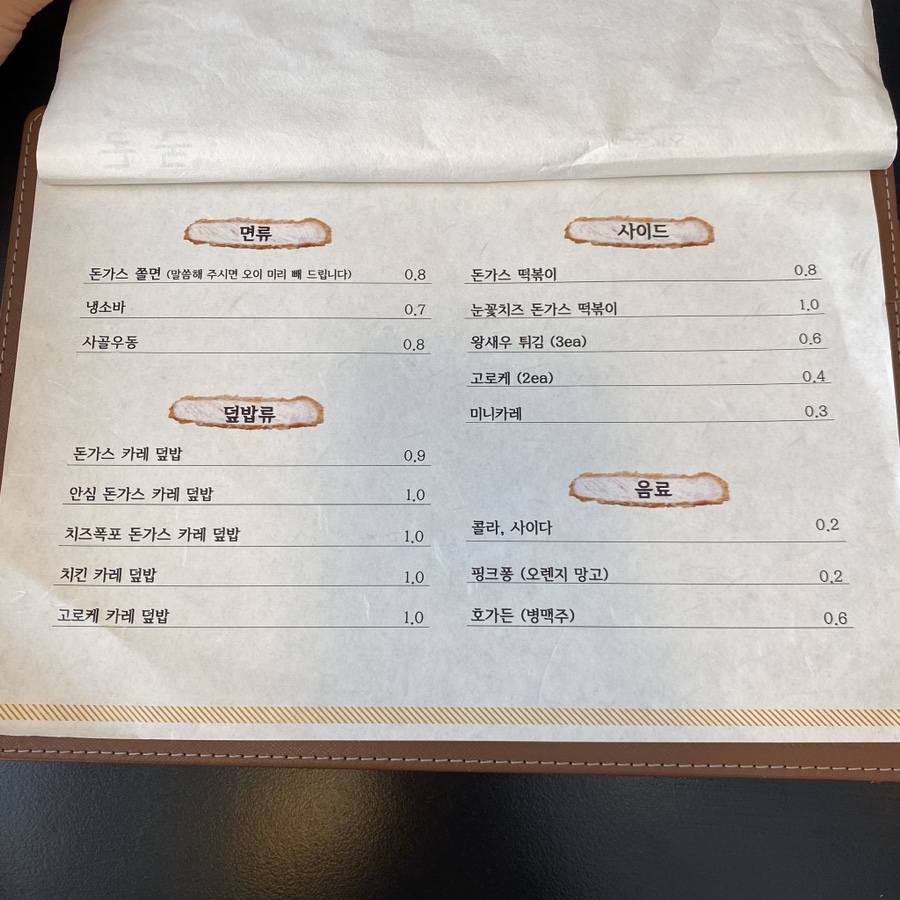 면류
돈가스 쫄면 (말씀해 주시면 오이 미리 빼 드립니다) 0.8
냉소바 0.7
사골우동 0.8
덮밥류
돈가스 카레 덮밥 0.9
안심 돈가스 카레 덮밥 1.0
치즈폭포 돈가스 카레 덮밥 1.0
치킨 카레 덮밥 1.0
고로케 카레 덮밥 1.0
사이드
돈가스 떡볶이 0.8
눈꽃치즈 돈가스 떡볶이 1.0
왕새우 튀김 (3ea) 0.6
고로케 (2ea) 0.4
미니카레 0.3
음료
콜라, 사이다 0.2
핑크퐁 (오렌지 망고) 0.2
호가든 (병맥주) 0.6